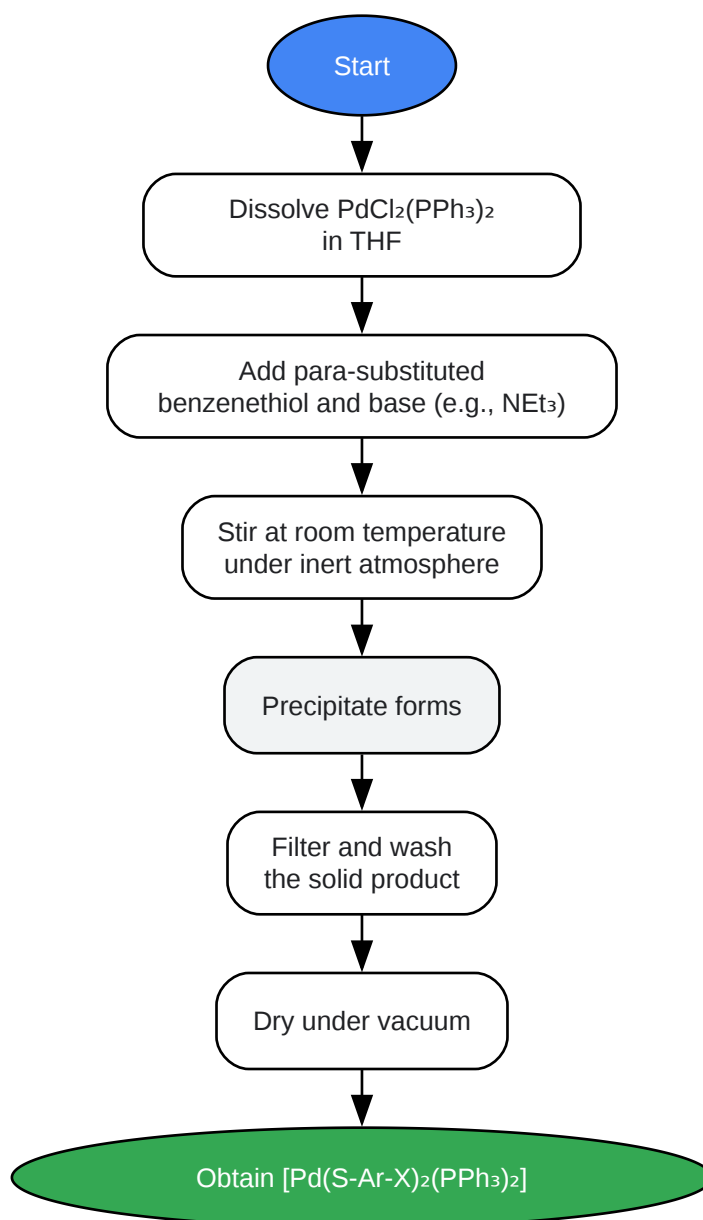 Start
Dissolve PdCl₂(PPh₃)₂
in THF
Add para-substituted
benzenethiol and base (e.g., NEt₃)
Stir at room temperature
under inert atmosphere
Precipitate forms
Filter and wash
the solid product
Dry under vacuum
Obtain [Pd(S-Ar-X)₂(PPh₃)₂]